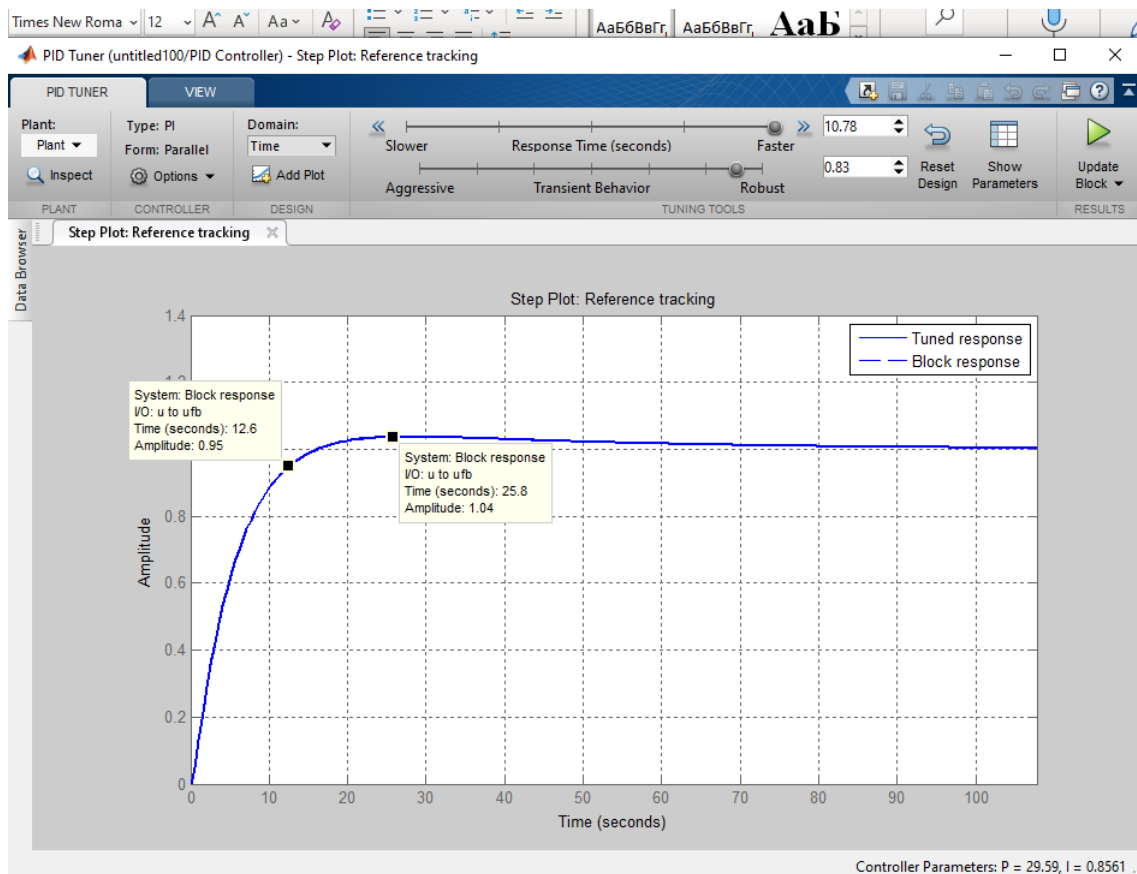 Times New Roma 12 A^ Aˇ Aa A
АаБбВвГг, АаБбВвГг, АаБ
PID Tuner (untitled100/PID Controller) - Step Plot: Reference tracking
PID TUNER VIEW
Plant: Type: PI Domain: 10.78
Plant Form: Parallel Time Slower Response Time (seconds) Faster
Inspect Options Add Plot 0.83 Reset Design Show Parameters Update Block
Aggressive Transient Behavior Robust
PLANT CONTROLLER DESIGN TUNING TOOLS RESULTS
Data Browser
Step Plot: Reference tracking
Step Plot: Reference tracking
1.4
Tuned response
Block response
System: Block response
I/O: u to ufb
Time (seconds): 12.6
Amplitude: 0.95
System: Block response
I/O: u to ufb
Time (seconds): 25.8
Amplitude: 1.04
0.8
0.6
0.4
0.2
0
Amplitude
0 10 20 30 40 50 60 70 80 90 100
Time (seconds)
Controller Parameters: P = 29.59, I = 0.8561